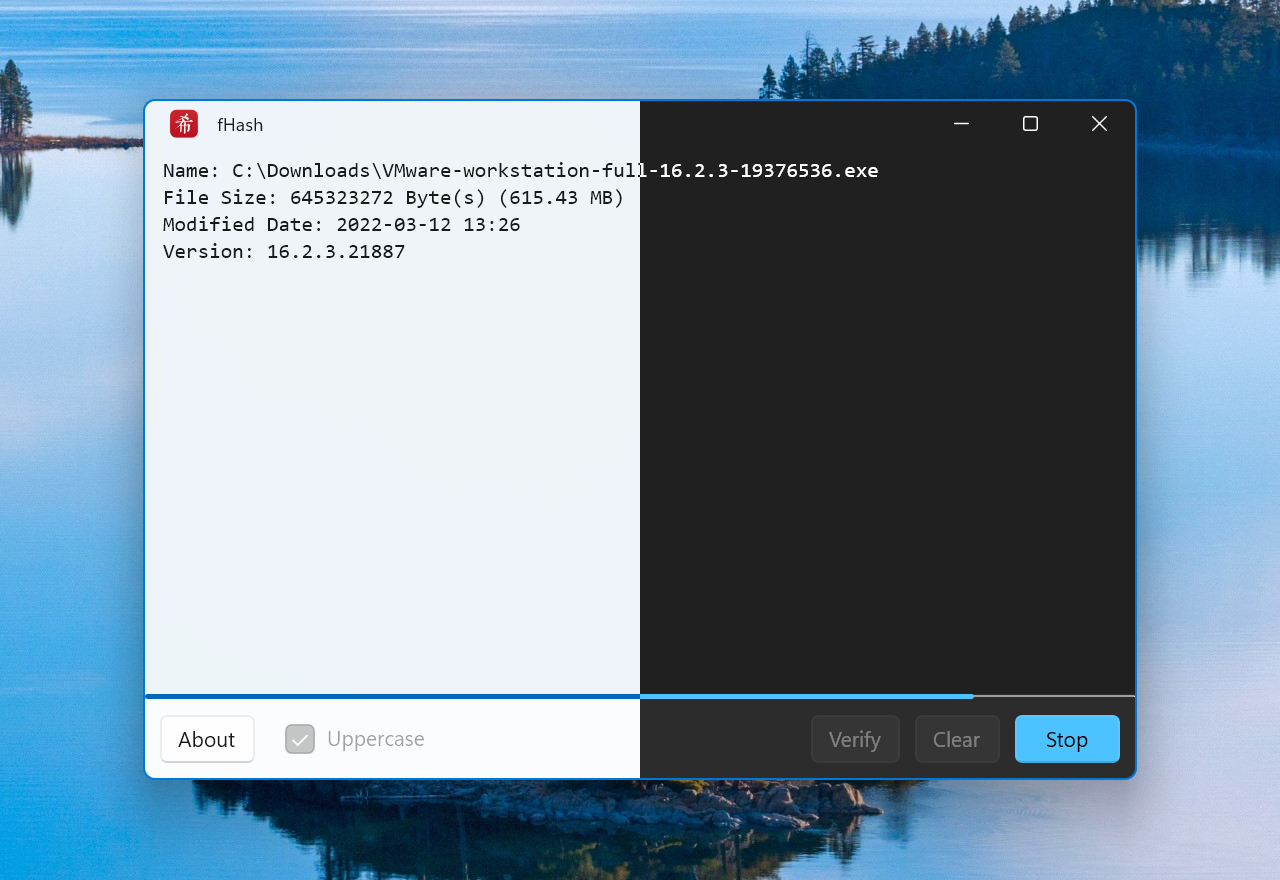 希 fHash
Name: C:\Downloads\VMware-workstation-full-16.2.3-19376536.exe
File Size: 645323272 Byte(s) (615.43 MB)
Modified Date: 2022-03-12 13:26
Version: 16.2.3.21887
About Uppercase Verify Clear Stop